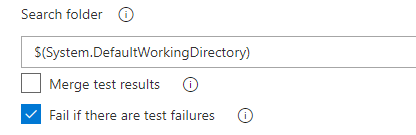 Search folder
$(System.DefaultWorkingDirectory)
Merge test results
Fail if there are test failures